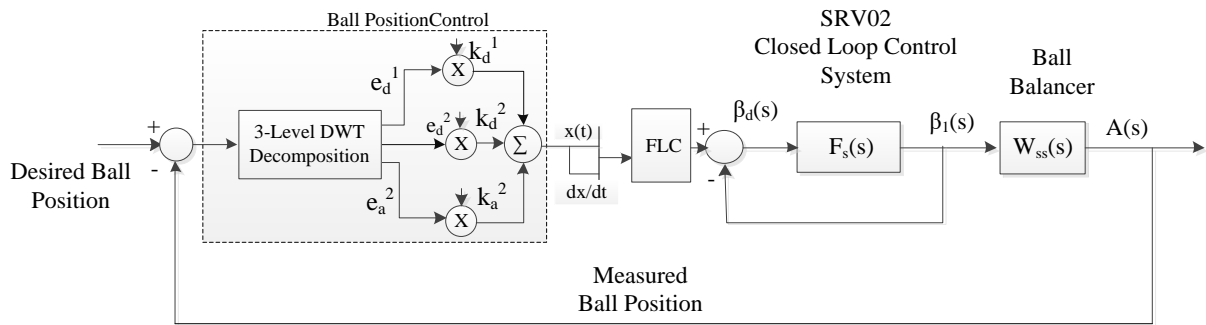 Ball PositionControl
SRV02
Closed Loop Control
System
Ball
Balancer
+
-
Desired Ball
Position
3-Level DWT
Decomposition
e_d^1
X
k_d^1
e_d^2
X
k_d^2
e_a^2
X
k_a^2
Σ
x(t)
dx/dt
FLC
+
-
β_d(s)
F_s(s)
β_1(s)
W_ss(s)
A(s)
Measured
Ball Position